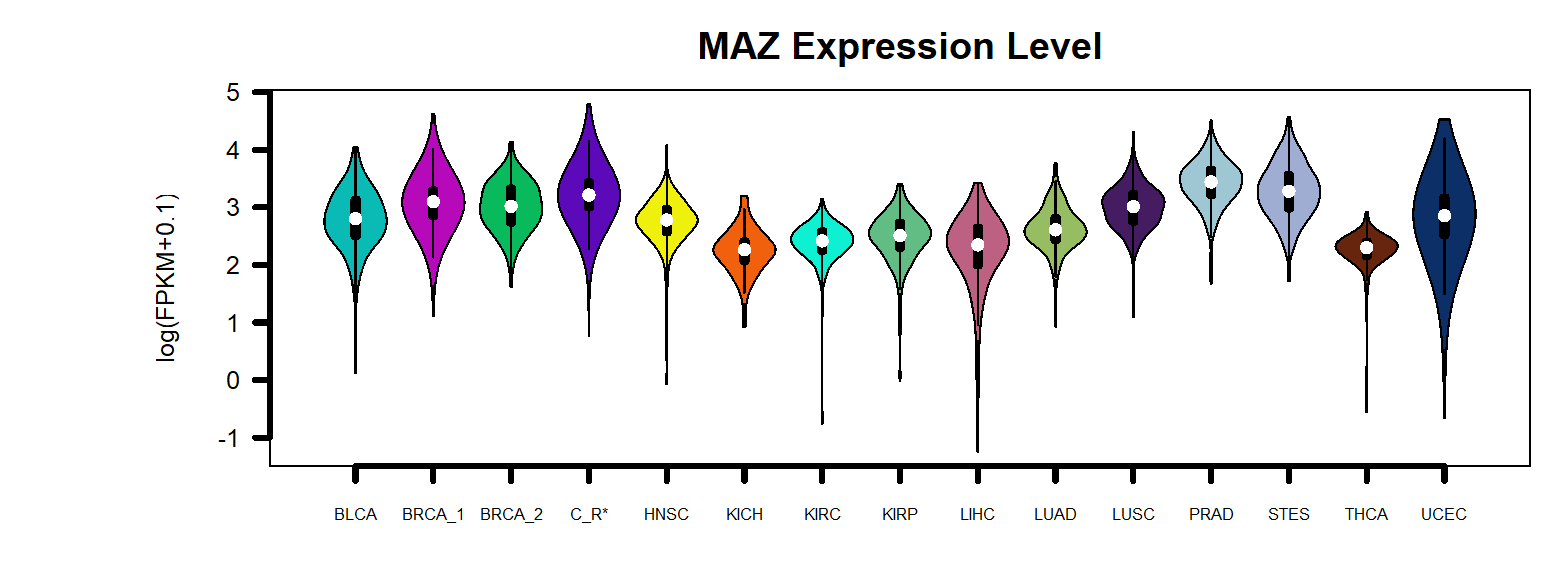 MAZ Expression Level
log(FPKM+0.1)
5
4
3
2
1
0
-1
BLCA BRCA_1 BRCA_2 C_R* HNSC KICH KIRC KIRP LIHC LUAD LUSC PRAD STES THCA UCEC